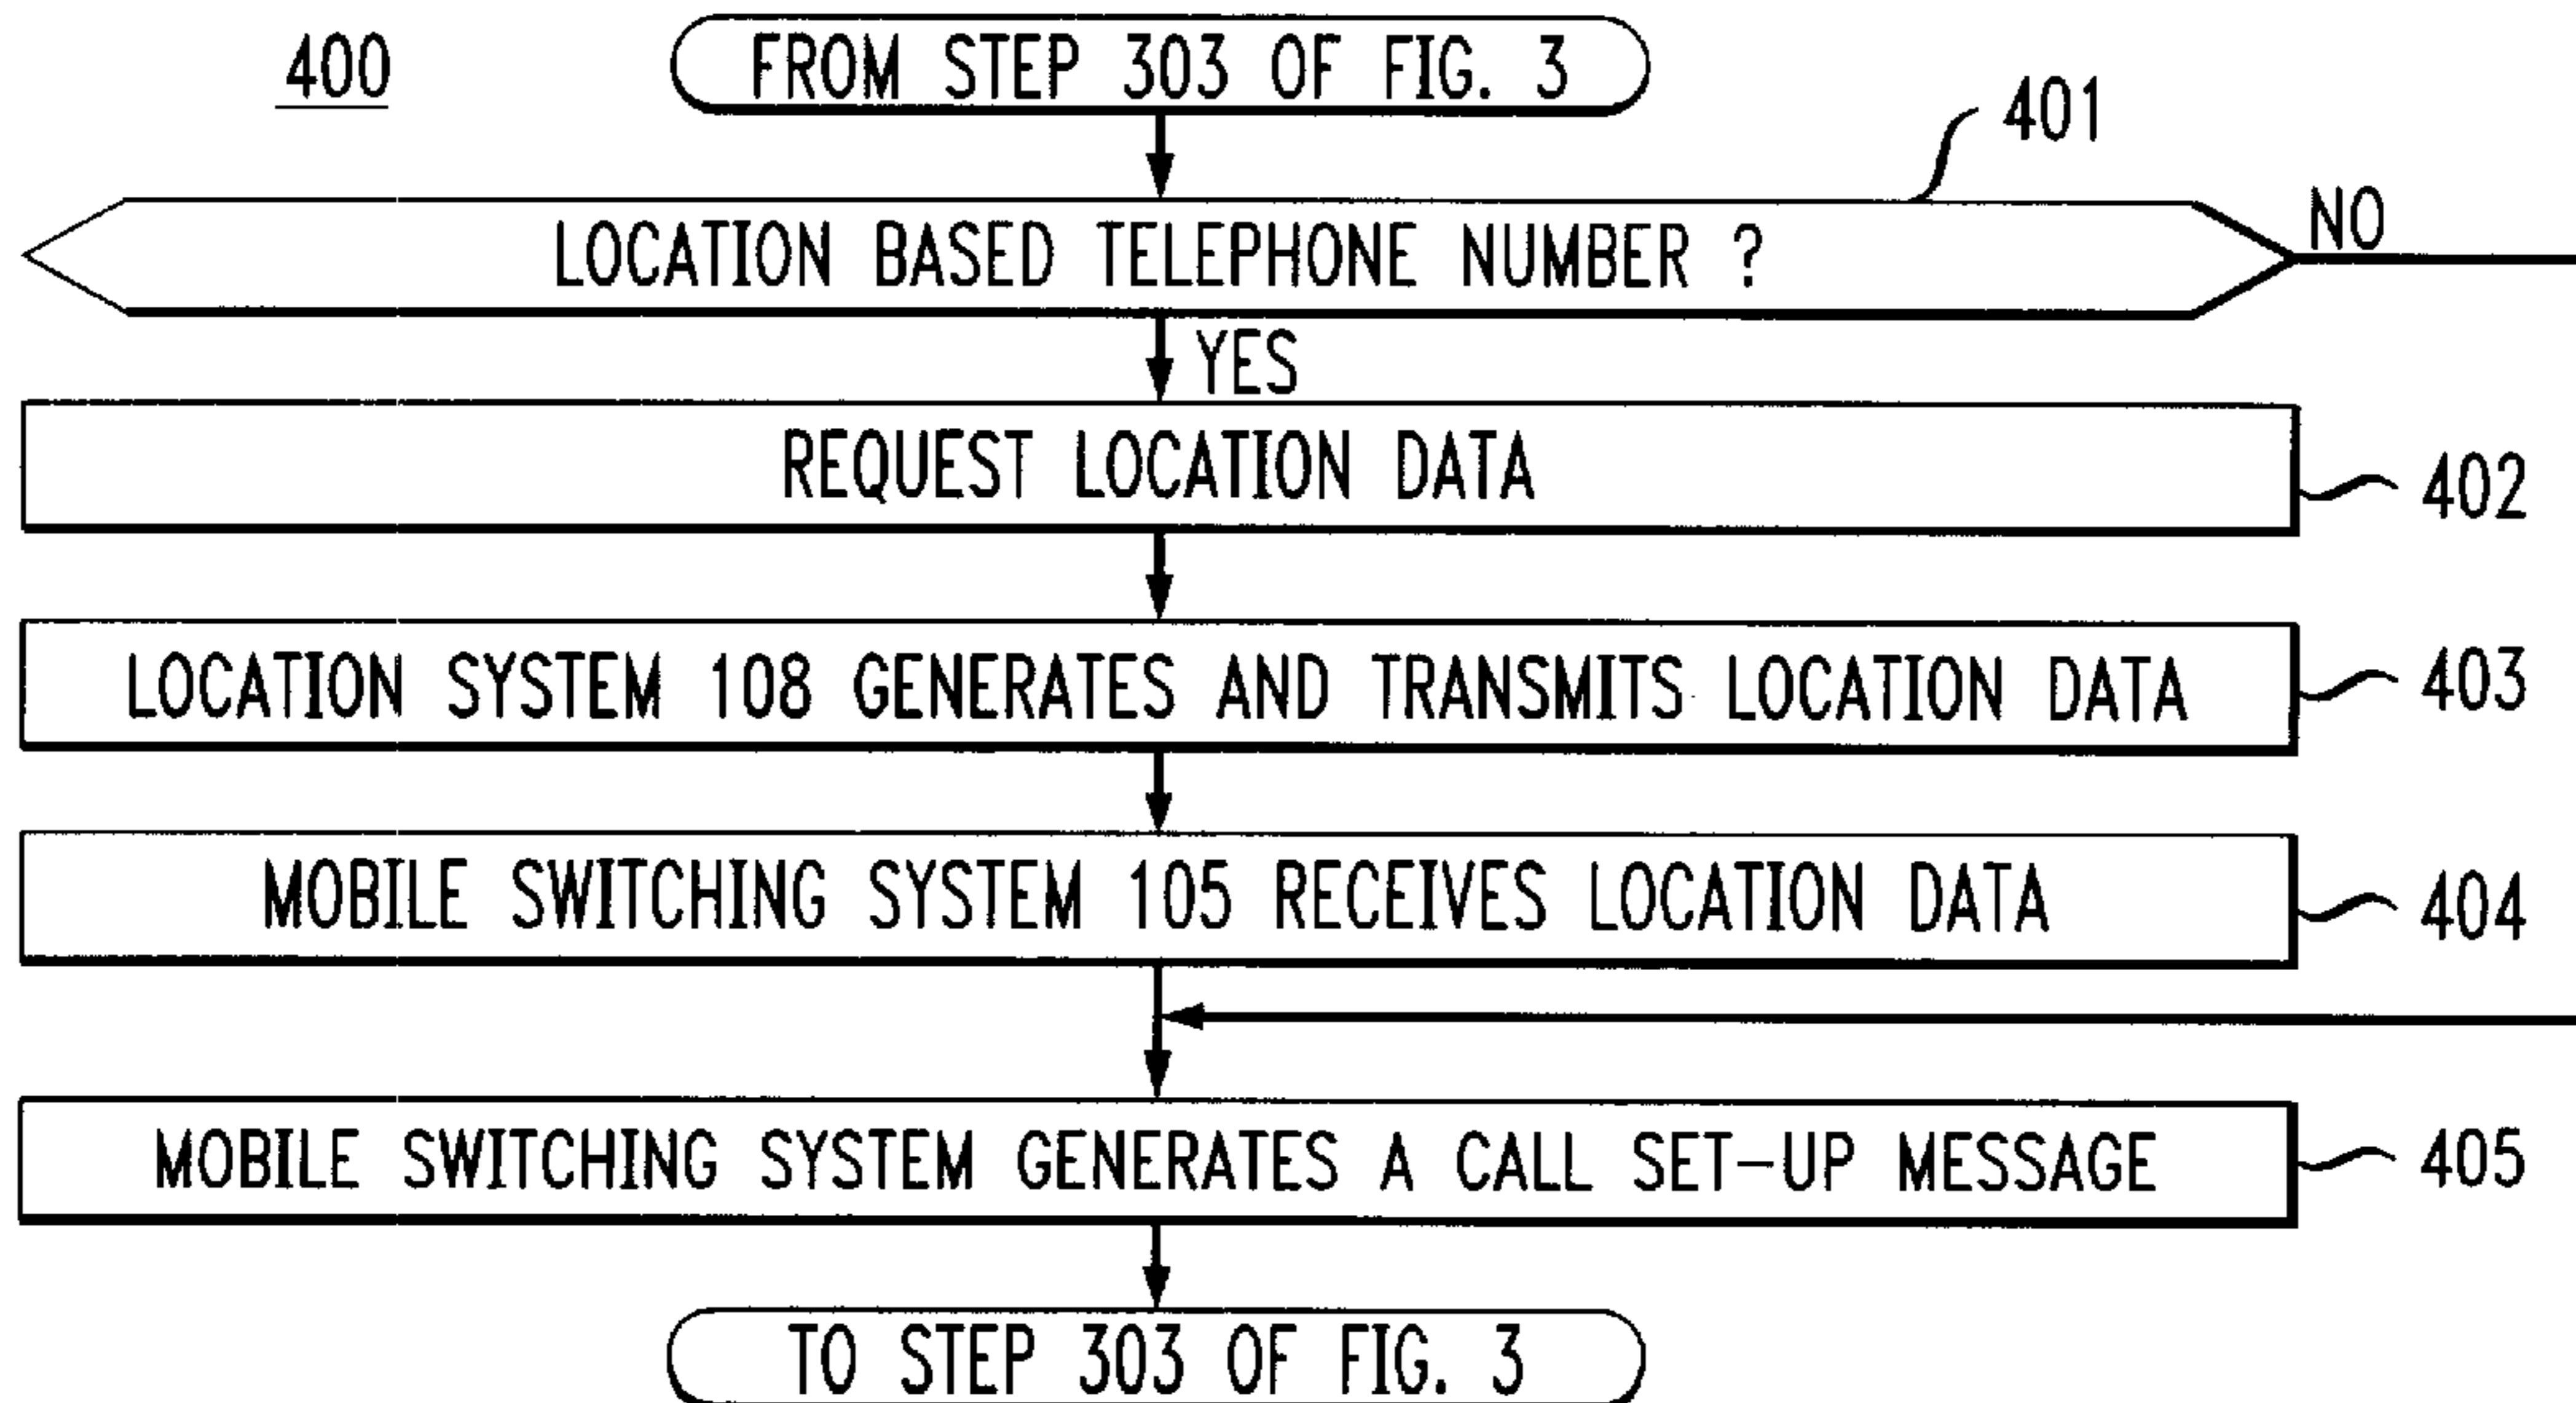 400
FROM STEP 303 OF FIG. 3
401
LOCATION BASED TELEPHONE NUMBER ?
NO
YES
REQUEST LOCATION DATA
402
LOCATION SYSTEM 108 GENERATES AND TRANSMITS LOCATION DATA
403
MOBILE SWITCHING SYSTEM 105 RECEIVES LOCATION DATA
404
MOBILE SWITCHING SYSTEM GENERATES A CALL SET-UP MESSAGE
405
TO STEP 303 OF FIG. 3